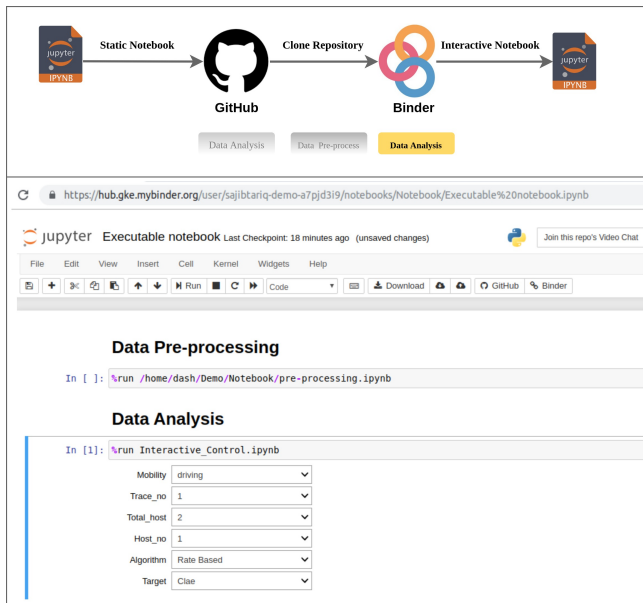 Static Notebook
Clone Repository
Interactive Notebook
jupyter
IPYNB
jupyter
IPYNB
GitHub
Binder
Data Analysis
Data Pre-process
Data Analysis
https://hub.gke.mybinder.org/user/sajibtariq-demo-a7pjd3i9/notebooks/Notebook/Executable%20notebook.ipynb
jupyter Executable notebook Last Checkpoint: 18 minutes ago (unsaved changes)
Join this repo's Video Chat
File Edit View Insert Cell Kernel Widgets Help
Run Code Download GitHub Binder
Data Pre-processing
In [ ]: %run /home/dash/Demo/Notebook/pre-processing.ipynb
Data Analysis
In [1]: %run Interactive_Control.ipynb
Mobility driving
Trace_no 1
Total_host 2
Host_no 1
Algorithm Rate Based
Target Clae